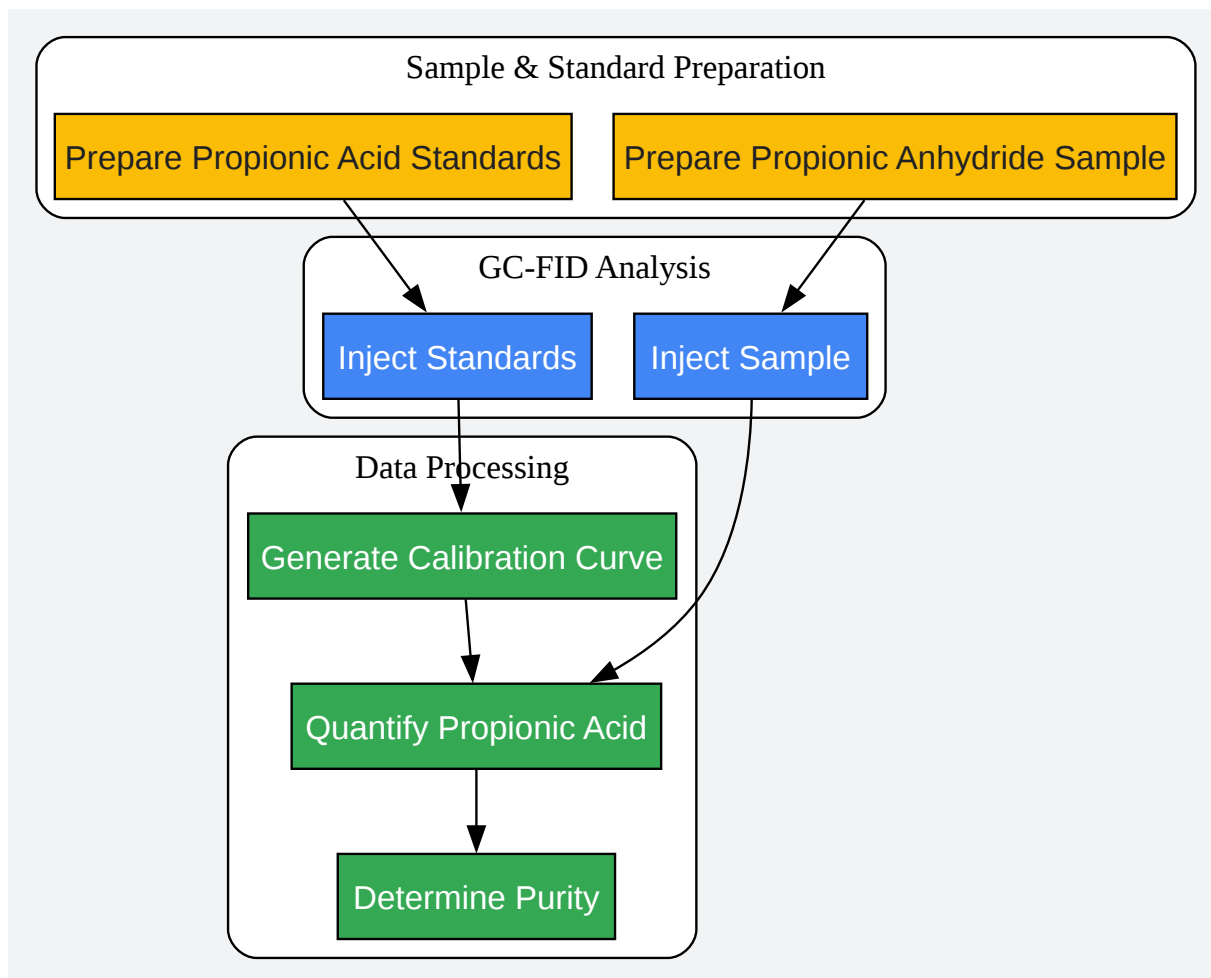 Sample & Standard Preparation
Prepare Propionic Acid Standards
Prepare Propionic Anhydride Sample
GC-FID Analysis
Inject Standards
Inject Sample
Data Processing
Generate Calibration Curve
Quantify Propionic Acid
Determine Purity